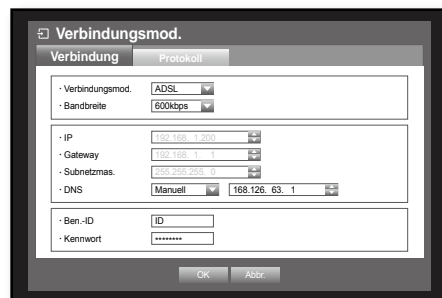 Verbindungsmod.
Verbindung Protokoll
· Verbindungsmod. ADSL
· Bandbreite 600kbps
· IP 192.168. 1.200
· Gateway 192.168. 1. 1
· Subnetzmas. 255.255.255. 0
· DNS Manuell 168.126. 63. 1
· Ben.-ID ID
· Kennwort ********
OK Abbr.